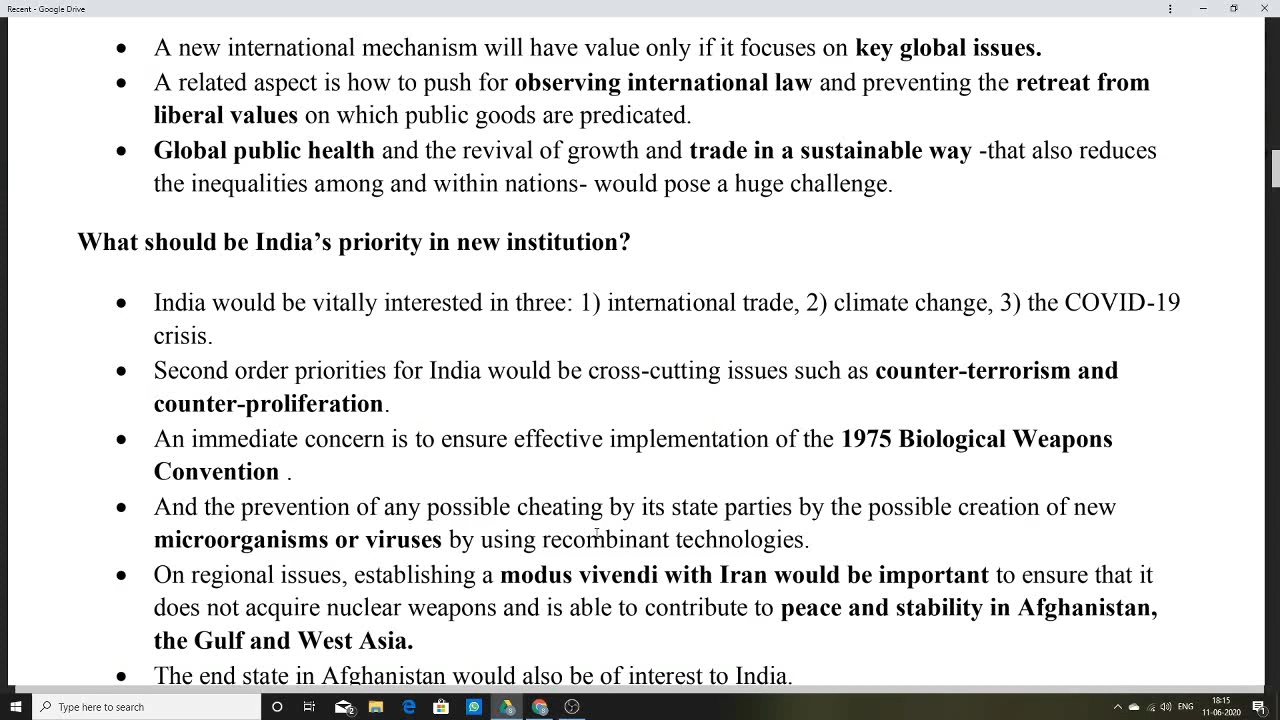 Recent - Google Drive
• A new international mechanism will have value only if it focuses on key global issues.
• A related aspect is how to push for observing international law and preventing the retreat from
liberal values on which public goods are predicated.
• Global public health and the revival of growth and trade in a sustainable way -that also reduces
the inequalities among and within nations- would pose a huge challenge.
What should be India’s priority in new institution?
• India would be vitally interested in three: 1) international trade, 2) climate change, 3) the COVID-19
crisis.
• Second order priorities for India would be cross-cutting issues such as counter-terrorism and
counter-proliferation.
• An immediate concern is to ensure effective implementation of the 1975 Biological Weapons
Convention .
• And the prevention of any possible cheating by its state parties by the possible creation of new
microorganisms or viruses by using recombinant technologies.
• On regional issues, establishing a modus vivendi with Iran would be important to ensure that it
does not acquire nuclear weapons and is able to contribute to peace and stability in Afghanistan,
the Gulf and West Asia.
• The end state in Afghanistan would also be of interest to India.
Type here to search
18:15
11-06-2020